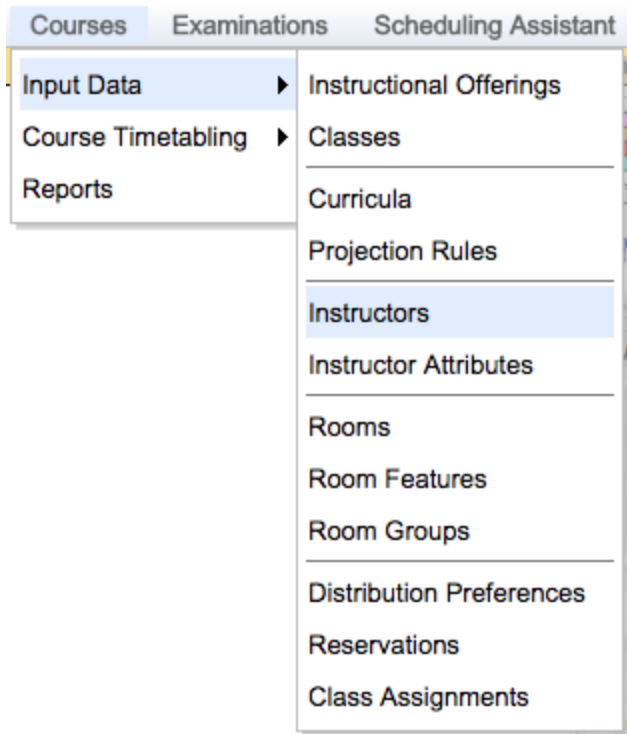 Courses Examinations Scheduling Assistant
Input Data
Course Timetabling
Reports
Instructional Offerings
Classes
Curricula
Projection Rules
Instructors
Instructor Attributes
Rooms
Room Features
Room Groups
Distribution Preferences
Reservations
Class Assignments